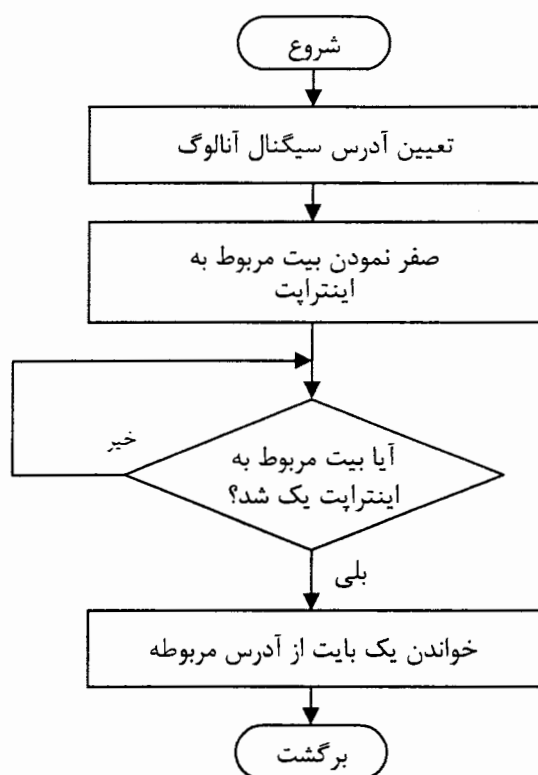 شروع
تعیین آدرس سیگنال آنالوگ
صفر نمودن بیت مربوط به
اینتراپت
خیر
آیا بیت مربوط به
اینتراپت یک شد؟
بلی
خواندن یک بایت از آدرس مربوطه
برگشت